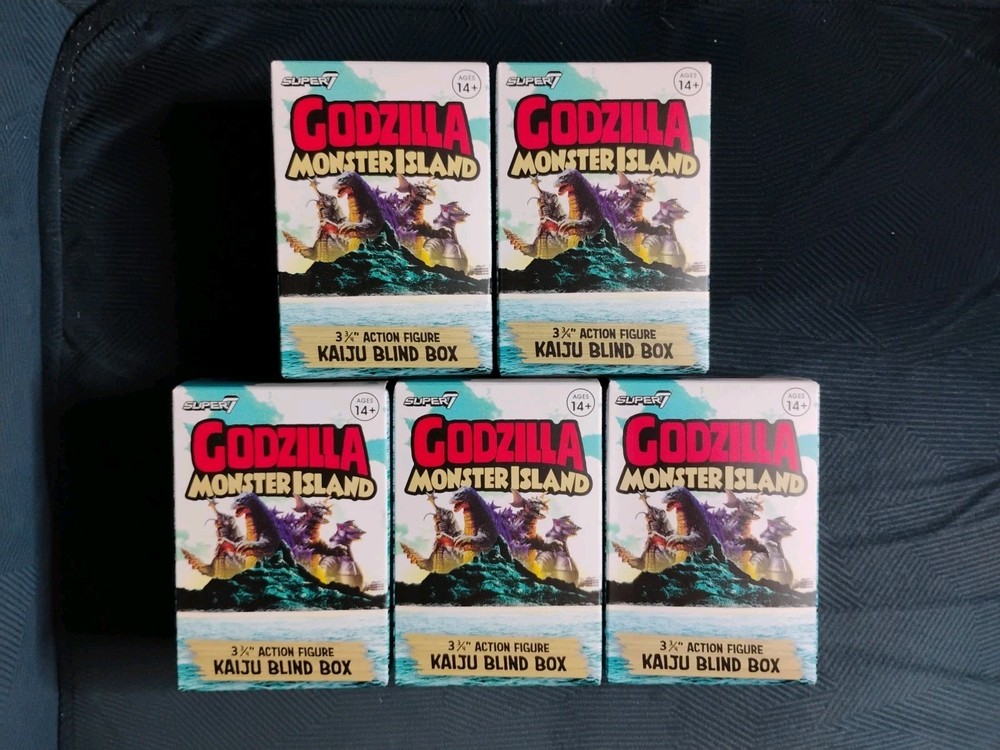 SUPER7
AGES
14+
GODZILLA
MONSTER ISLAND
3 ¾" ACTION FIGURE
KAIJU BLIND BOX
SUPER7
AGES
14+
GODZILLA
MONSTER ISLAND
3 ¾" ACTION FIGURE
KAIJU BLIND BOX
SUPER7
AGES
14+
GODZILLA
MONSTER ISLAND
3 ¾" ACTION FIGURE
KAIJU BLIND BOX
SUPER7
AGES
14+
GODZILLA
MONSTER ISLAND
3 ¾" ACTION FIGURE
KAIJU BLIND BOX
SUPER7
AGES
14+
GODZILLA
MONSTER ISLAND
3 ¾" ACTION FIGURE
KAIJU BLIND BOX